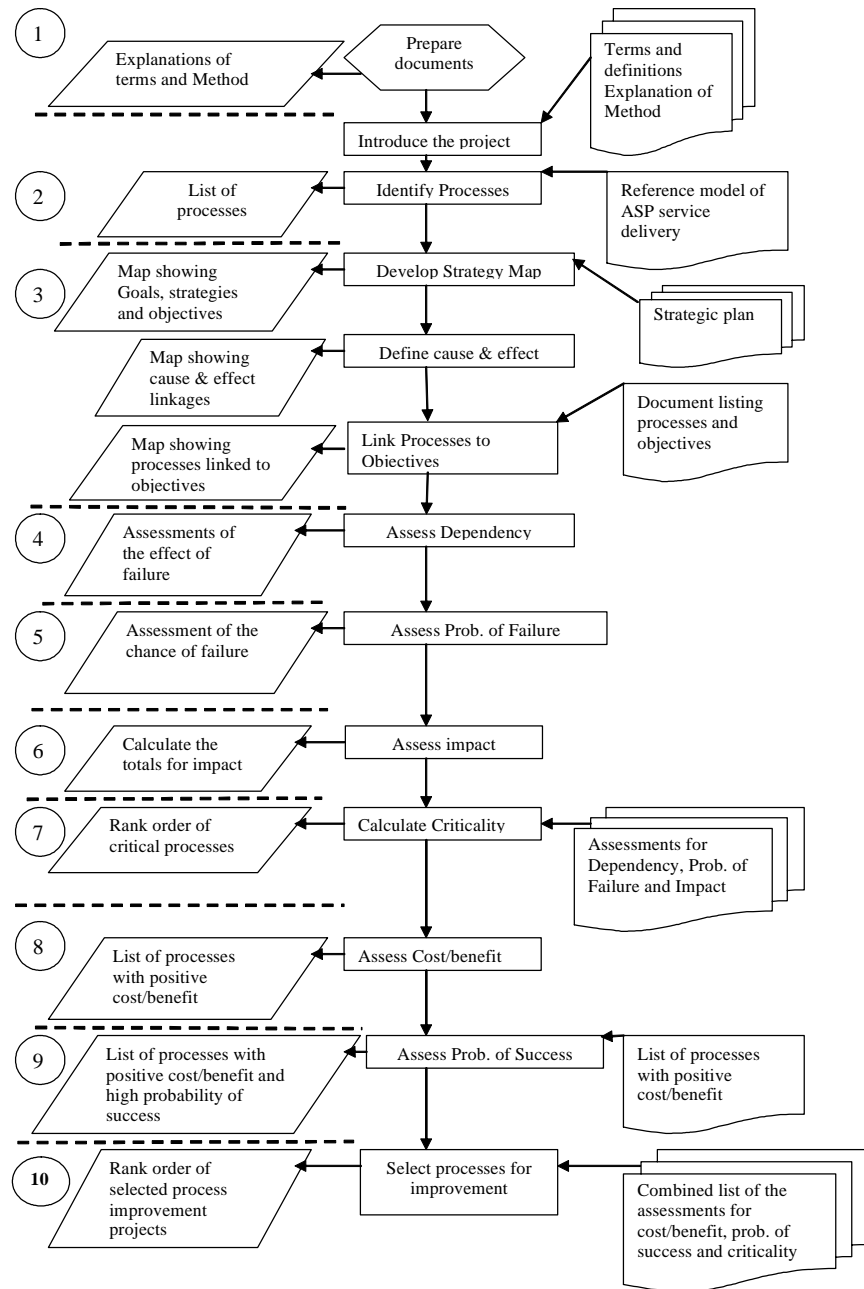 1
Explanations of
terms and Method
Prepare
documents
Terms and
definitions
Explanation of
Method
Introduce the project
2
List of
processes
Identify Processes
Reference model of
ASP service
delivery
3
Map showing
Goals, strategies
and objectives
Develop Strategy Map
Strategic plan
Map showing
cause & effect
linkages
Define cause & effect
Document listing
processes and
objectives
Map showing
processes linked to
objectives
Link Processes to
Objectives
4
Assessments of
the effect of
failure
Assess Dependency
5
Assessment of the
chance of failure
Assess Prob. of Failure
6
Calculate the
totals for impact
Assess impact
7
Rank order of
critical processes
Calculate Criticality
Assessments for
Dependency, Prob. of
Failure and Impact
8
List of processes
with positive
cost/benefit
Assess Cost/benefit
9
List of processes with
positive cost/benefit and
high probability of
success
Assess Prob. of Success
List of processes
with positive
cost/benefit
10
Rank order of
selected process
improvement
projects
Select processes for
improvement
Combined list of the
assessments for
cost/benefit, prob. of
success and criticality